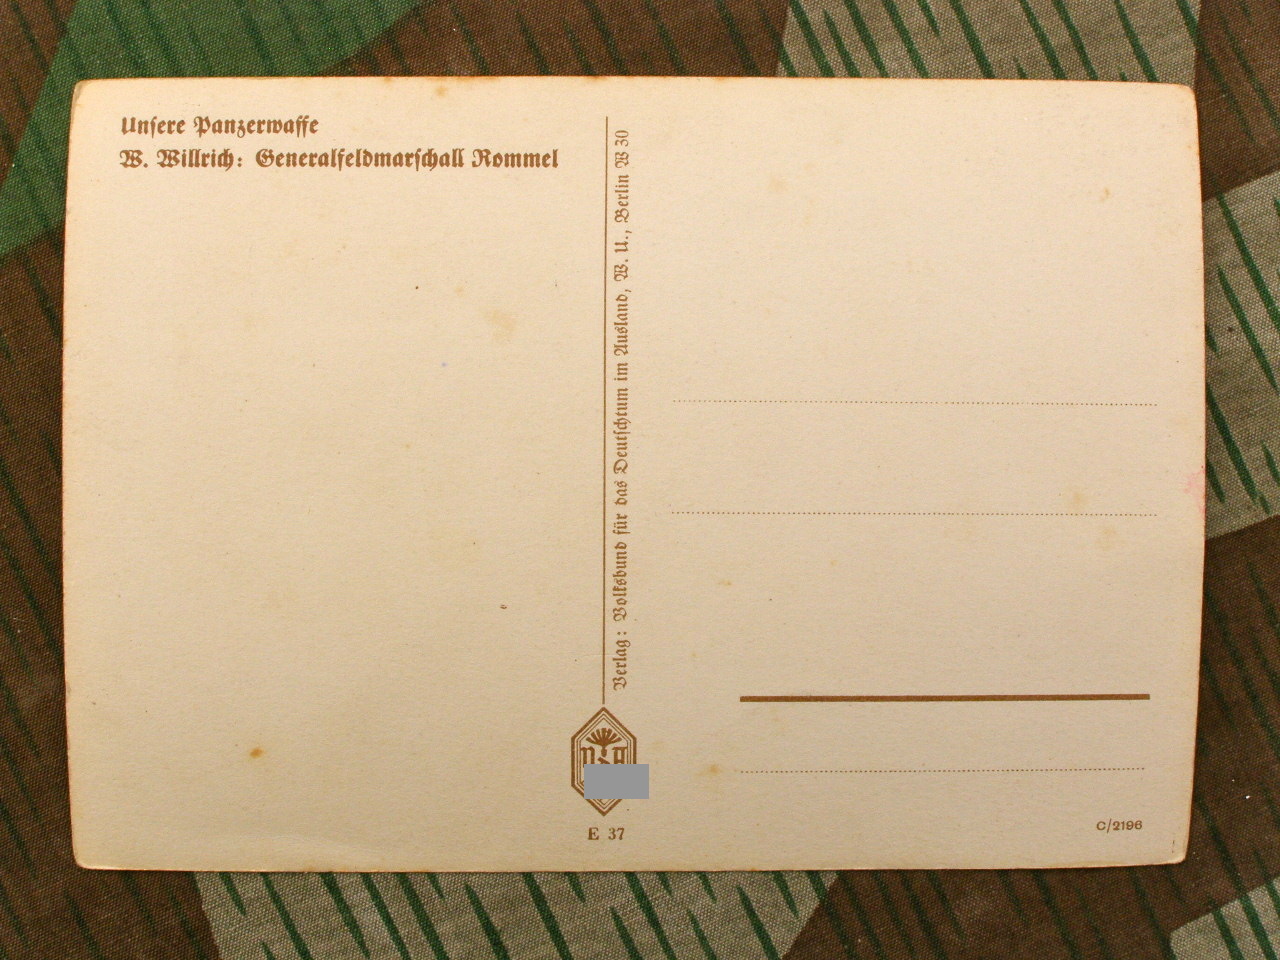 Unsere Panzerwaffe
W. Willrich: Generalfeldmarschall Rommel
Verlag: Volksbund für das Deutschtum im Ausland, W. U., Berlin W 30
E 37
C/2196